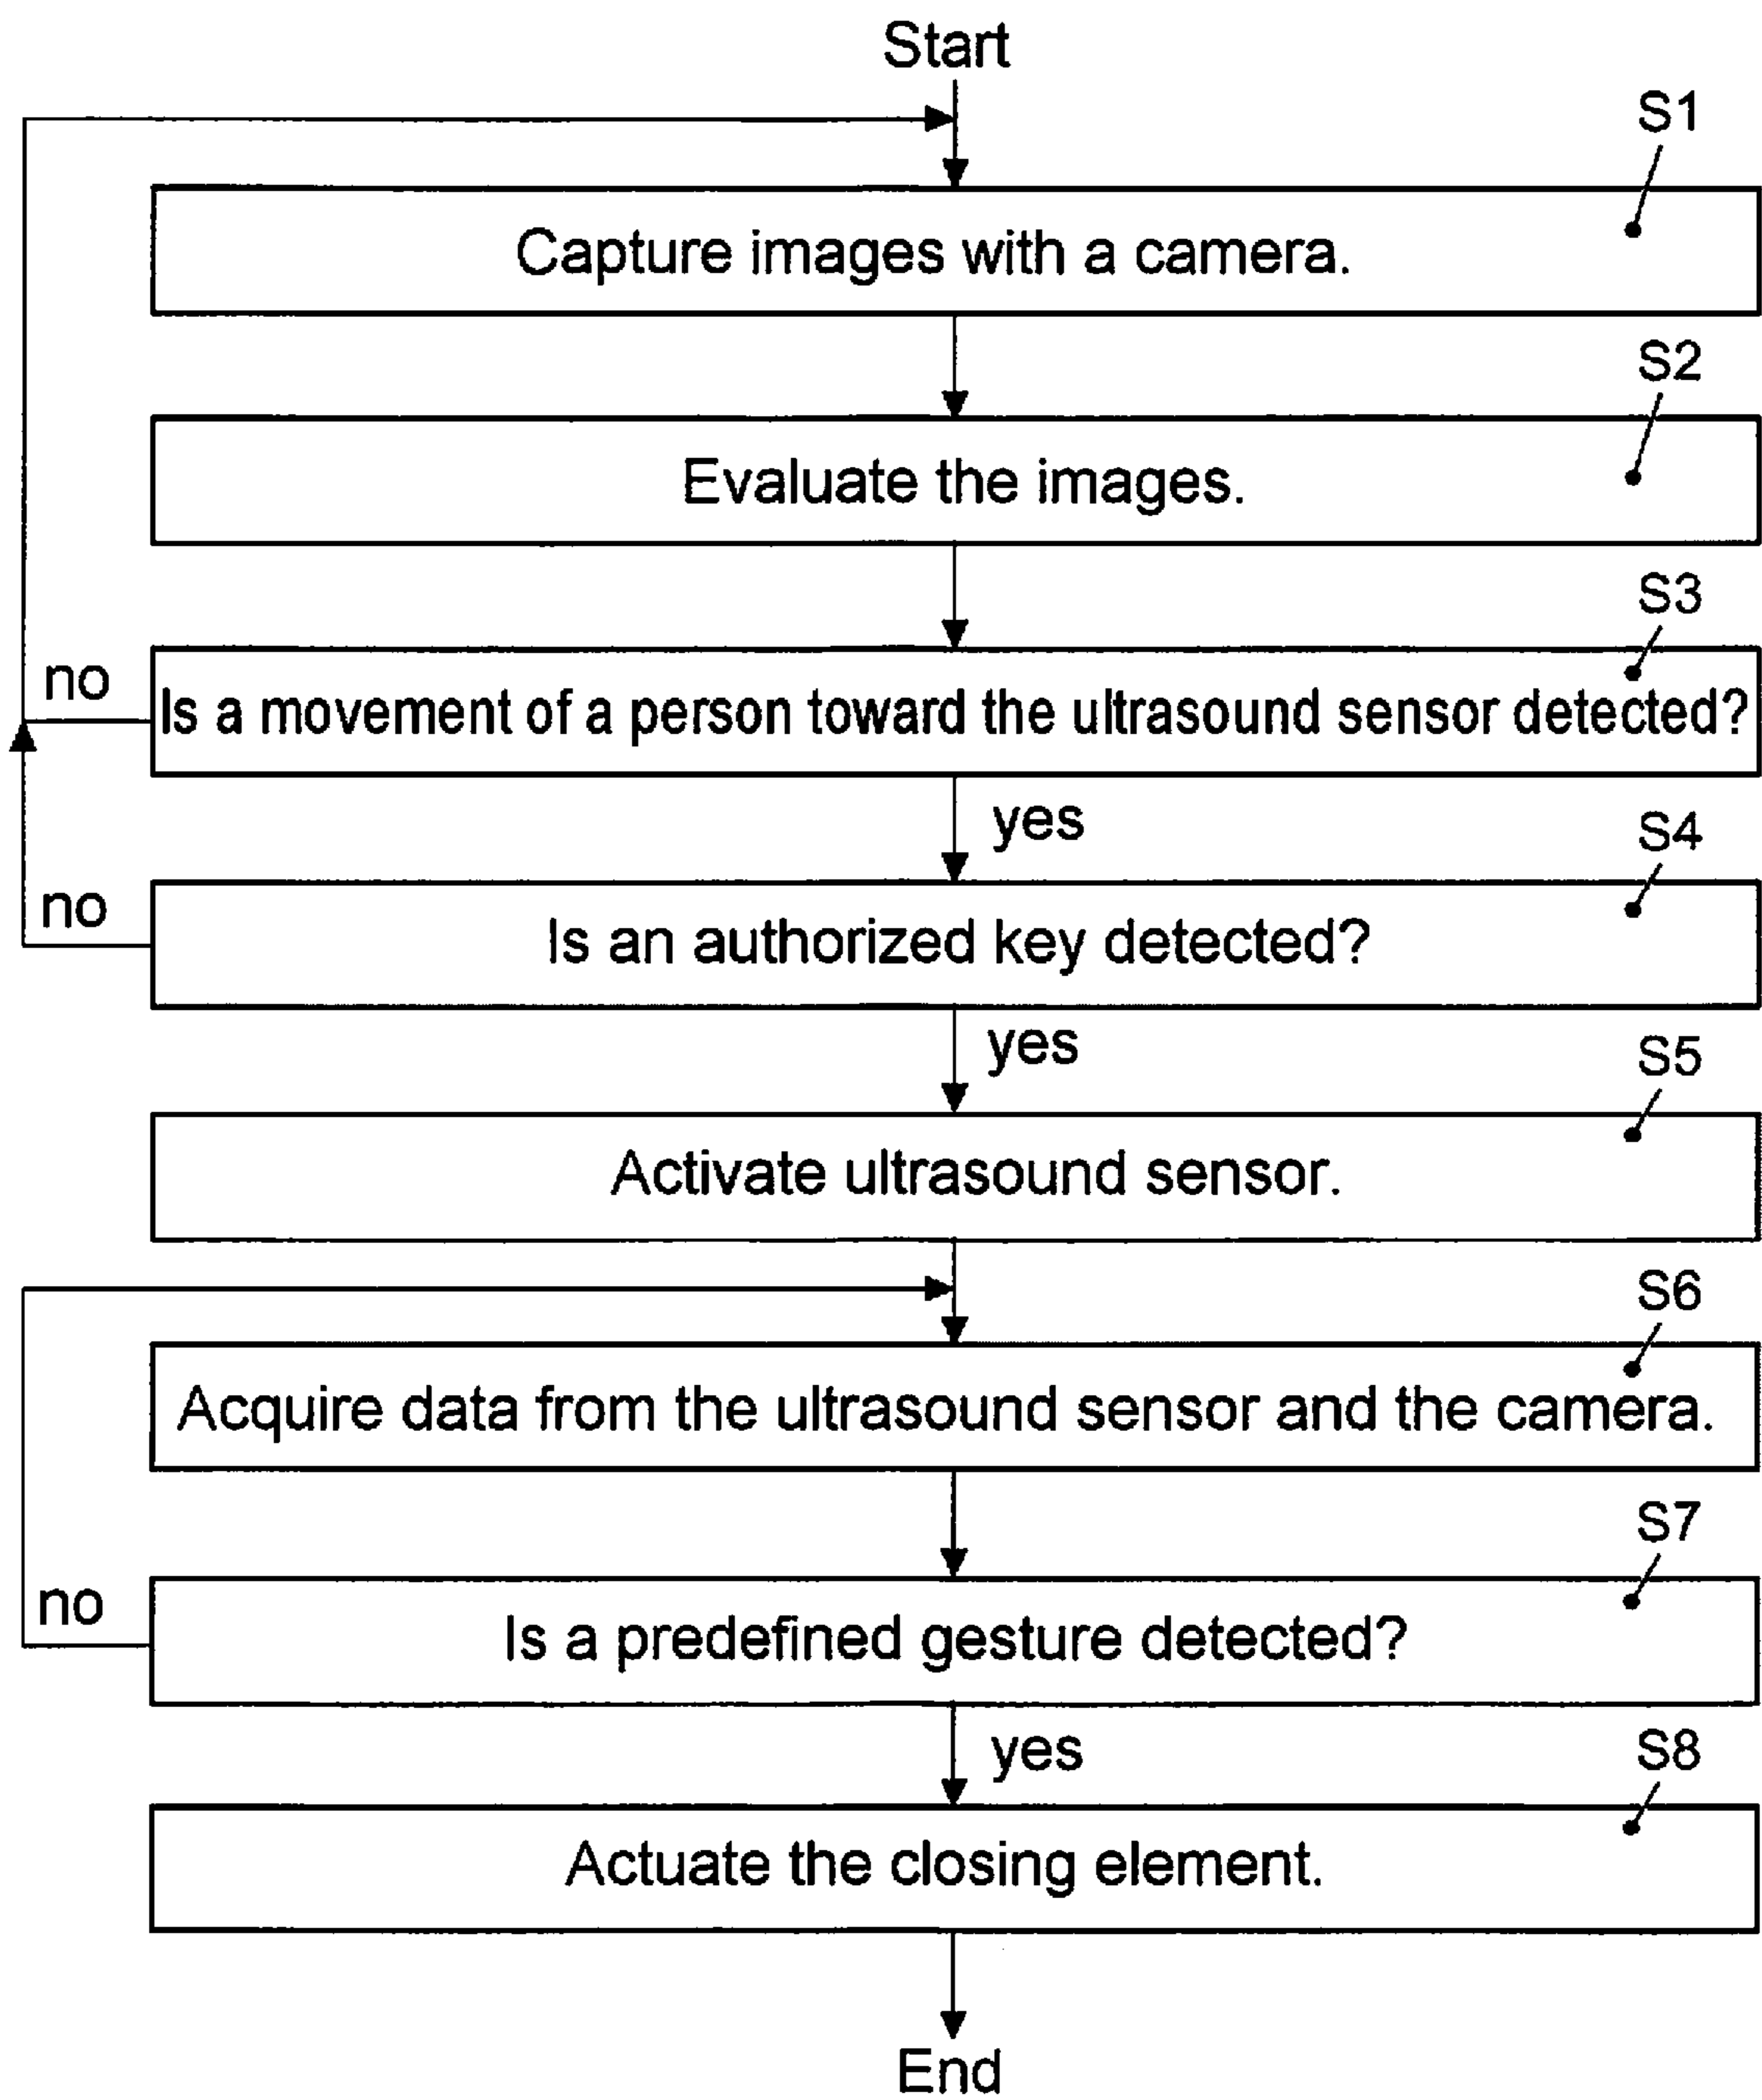 Start
S1
Capture images with a camera.
S2
Evaluate the images.
S3
no
Is a movement of a person toward the ultrasound sensor detected?
yes
S4
no
Is an authorized key detected?
yes
S5
Activate ultrasound sensor.
S6
Acquire data from the ultrasound sensor and the camera.
S7
no
Is a predefined gesture detected?
yes
S8
Actuate the closing element.
End